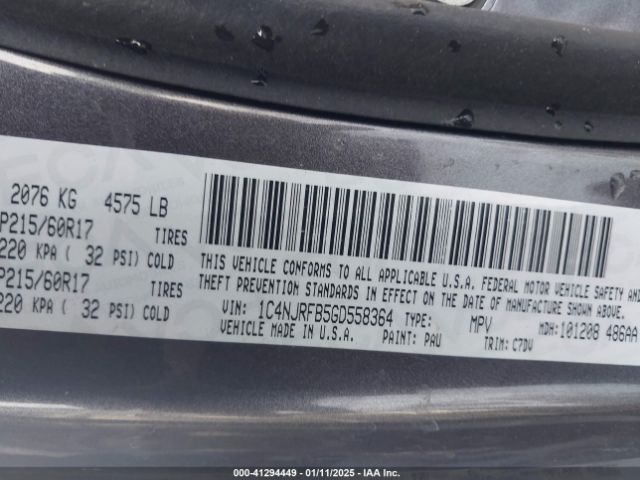 2076 KG 4575 LB
P215/60R17 TIRES
220 KPA ( 32 PSI) COLD
P215/60R17 TIRES
220 KPA ( 32 PSI) COLD
THIS VEHICLE CONFORMS TO ALL APPLICABLE U.S.A. FEDERAL MOTOR VEHICLE SAFETY AND
THEFT PREVENTION STANDARDS IN EFFECT ON THE DATE OF MANUFACTURE SHOWN ABOVE.
VIN: 1C4NJRFB5GD558364 TYPE: MPV MDH:101208 486AA
VEHICLE MADE IN U.S.A. PAINT: PAU TRIM: C7DV
000-41294449 - 01/11/2025 - IAA Inc.